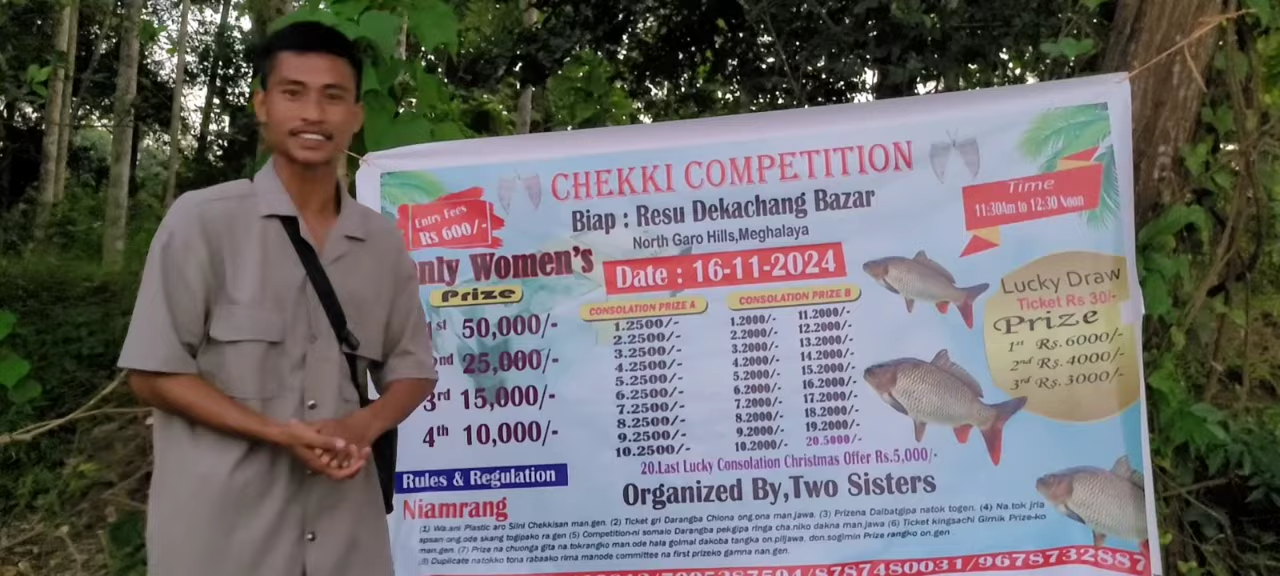 CHEKKI COMPETITION
Time
11:30Am to 12:30 Noon
Entry Fees
Rs 600/-
Biap : Resu Dekachang Bazar
North Garo Hills,Meghalaya
Women's
Date : 16-11-2024
Prize
50,000/-
25,000/-
3rd 15,000/-
4th 10,000/-
CONSOLATION PRIZE A
1.2500/-
2.2500/-
3.2500/-
4.2500/-
5.2500/-
6.2500/-
7.2500/-
8.2500/-
9.2500/-
10.2500/-
CONSOLATION PRIZE B
1.2000/- 11.2000/-
2.2000/- 12.2000/-
3.2000/- 13.2000/-
4.2000/- 14.2000/-
5.2000/- 15.2000/-
6.2000/- 16.2000/-
7.2000/- 17.2000/-
8.2000/- 18.2000/-
9.2000/- 19.2000/-
10.2000/- 20.5000/-
Lucky Draw
Ticket Rs 30/-
Prize
1st Rs.6000/-
2nd Rs.4000/-
3rd Rs.3000/-
20.Last Lucky Consolation Christmas Offer Rs.5,000/-
Organized By,Two Sisters
Rules & Regulation
Niamrang
(1) Wa.ani Plastic aro Silni Chekkisan man.gen. (2) Ticket gri Darangba Chiona ong.ona man.jawa. (3) Prizena Dalbatgipa natok togen. (4) Na.tok jria
apsan ong.ode skang togipako ra gen (5) Competition-ni somaio Darangba pekgipa ringa cha.niko dakna man.jawa (6) Ticket kingsachi Gimik Prize-ko
man.gen. (7) Prize na chuonga gita na.tokrangko man.ode hala golmal dakoba tangka on.piljawa, don.sogimin Prize rangko on.gen.
(8) Duplicate natokko tona rabaako rima manode committee na first prizeko gamna nan.gen.
/8787480031/9678732887